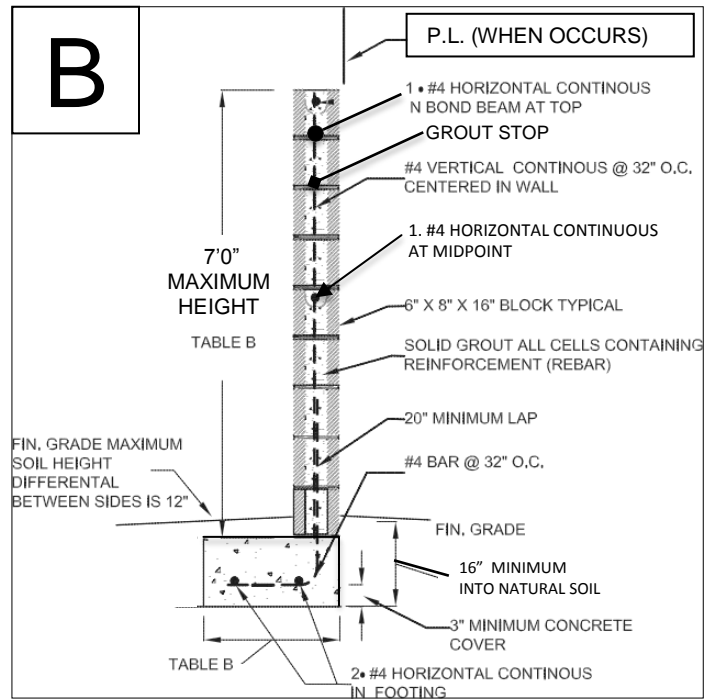 B
P.L. (WHEN OCCURS)
1 • #4 HORIZONTAL CONTINOUS
N BOND BEAM AT TOP
GROUT STOP
#4 VERTICAL CONTINOUS @ 32" O.C.
CENTERED IN WALL
1. #4 HORIZONTAL CONTINUOUS
AT MIDPOINT
7'0"
MAXIMUM
HEIGHT
TABLE B
6" X 8" X 16" BLOCK TYPICAL
SOLID GROUT ALL CELLS CONTAINING
REINFORCEMENT (REBAR)
20" MINIMUM LAP
#4 BAR @ 32" O.C.
FIN. GRADE MAXIMUM
SOIL HEIGHT
DIFFERENTAL
BETWEEN SIDES IS 12"
FIN. GRADE
16" MINIMUM
INTO NATURAL SOIL
3" MINIMUM CONCRETE
COVER
TABLE B
2• #4 HORIZONTAL CONTINOUS
IN FOOTING